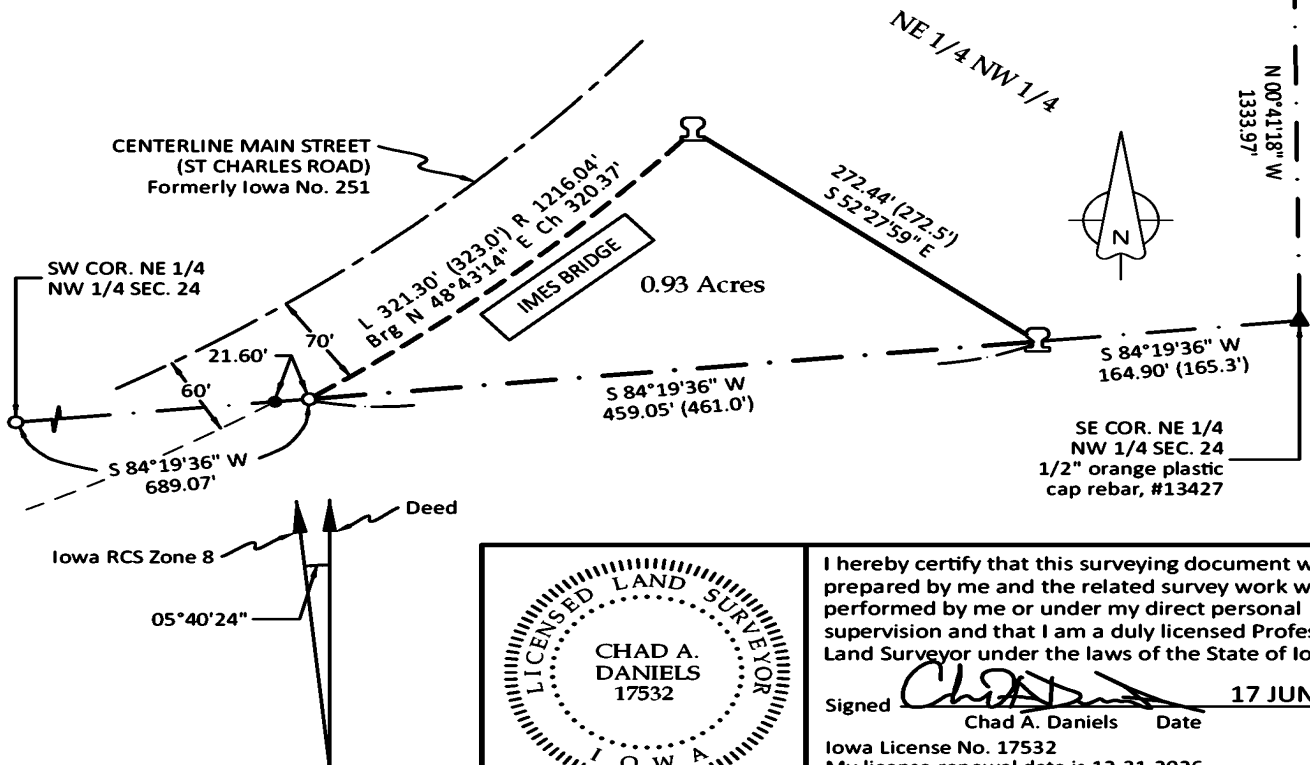 NE 1/4 NW 1/4
N 00°41'18" W
1333.97'
CENTERLINE MAIN STREET
(ST CHARLES ROAD)
Formerly Iowa No. 251
L 321.30' (323.0') R 1216.04'
Brg N 48°43'14" E Ch 320.37'
272.44' (272.5')
S 52°27'59" E
N
SW COR. NE 1/4
NW 1/4 SEC. 24
IMES BRIDGE
0.93 Acres
70'
21.60'
60'
S 84°19'36" W
459.05' (461.0')
S 84°19'36" W
164.90' (165.3')
S 84°19'36" W
689.07'
SE COR. NE 1/4
NW 1/4 SEC. 24
1/2" orange plastic
cap rebar, #13427
Deed
Iowa RCS Zone 8
05°40'24"
LICENSED LAND SURVEYOR
CHAD A.
DANIELS
17532
IOWA
I hereby certify that this surveying document w
prepared by me and the related survey work w
performed by me or under my direct personal
supervision and that I am a duly licensed Profes
Land Surveyor under the laws of the State of Io
Signed
17 JUN
Chad A. Daniels Date
Iowa License No. 17532
My license renewal date is 12-31-2026